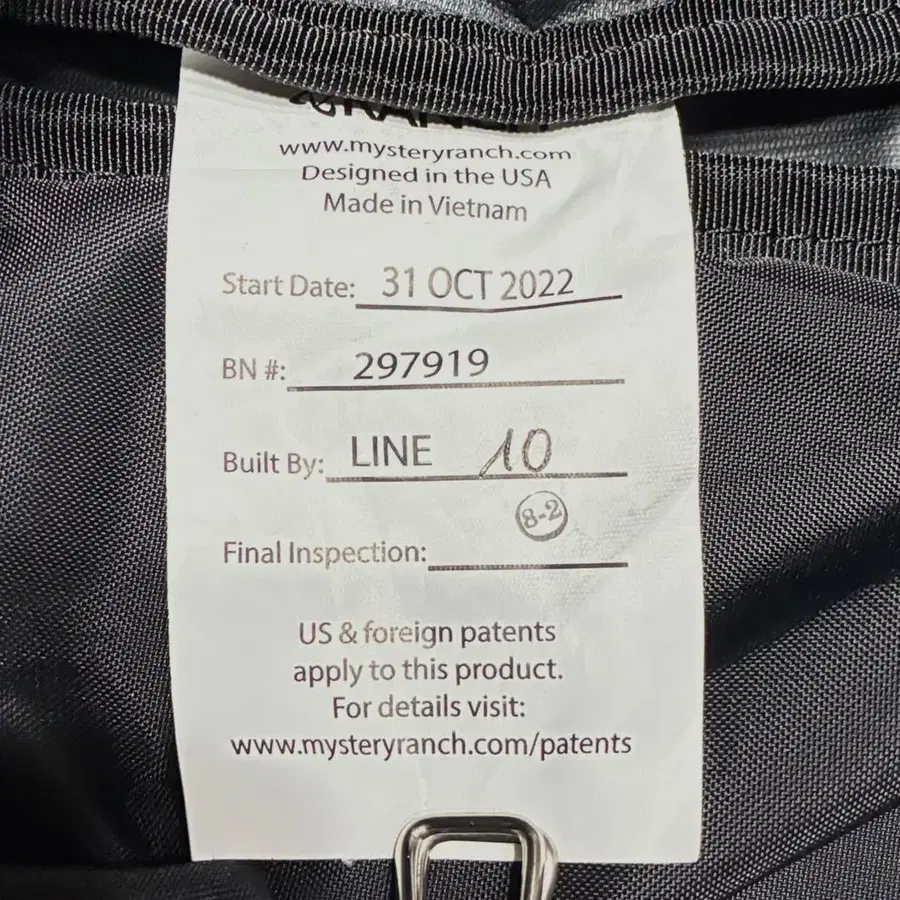 www.mysteryranch.com
Designed in the USA
Made in Vietnam
Start Date: 31 OCT 2022
BN #: 297919
Built By: LINE 10
8-2
Final Inspection:
US & foreign patents
apply to this product.
For details visit:
www.mysteryranch.com/patents